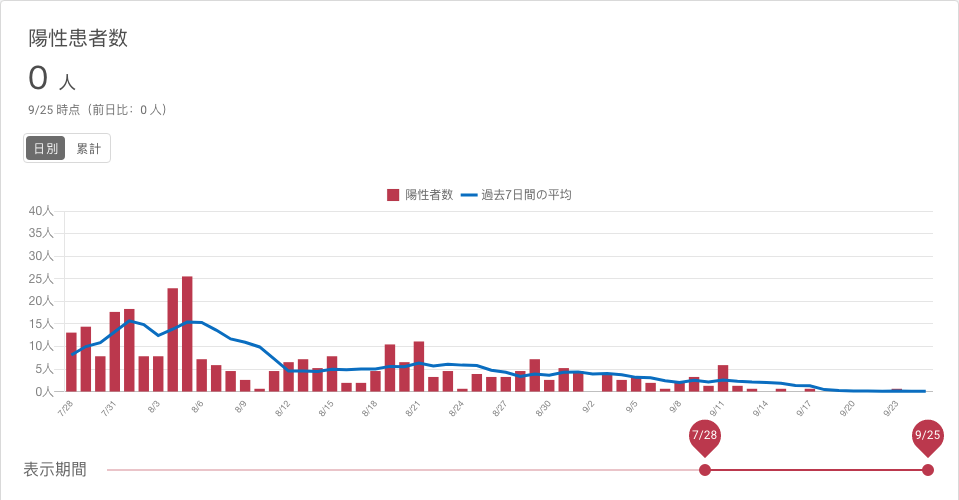 陽性患者数
0 人
9/25 時点（前日比：0 人）
日別 累計
陽性者数 過去7日間の平均
40人
35人
30人
25人
20人
15人
10人
5人
0人
7/28 7/31 8/3 8/6 8/9 8/12 8/15 8/18 8/21 8/24 8/27 8/30 9/2 9/5 9/8 9/11 9/14 9/17 9/20 9/23
7/28 9/25
表示期間